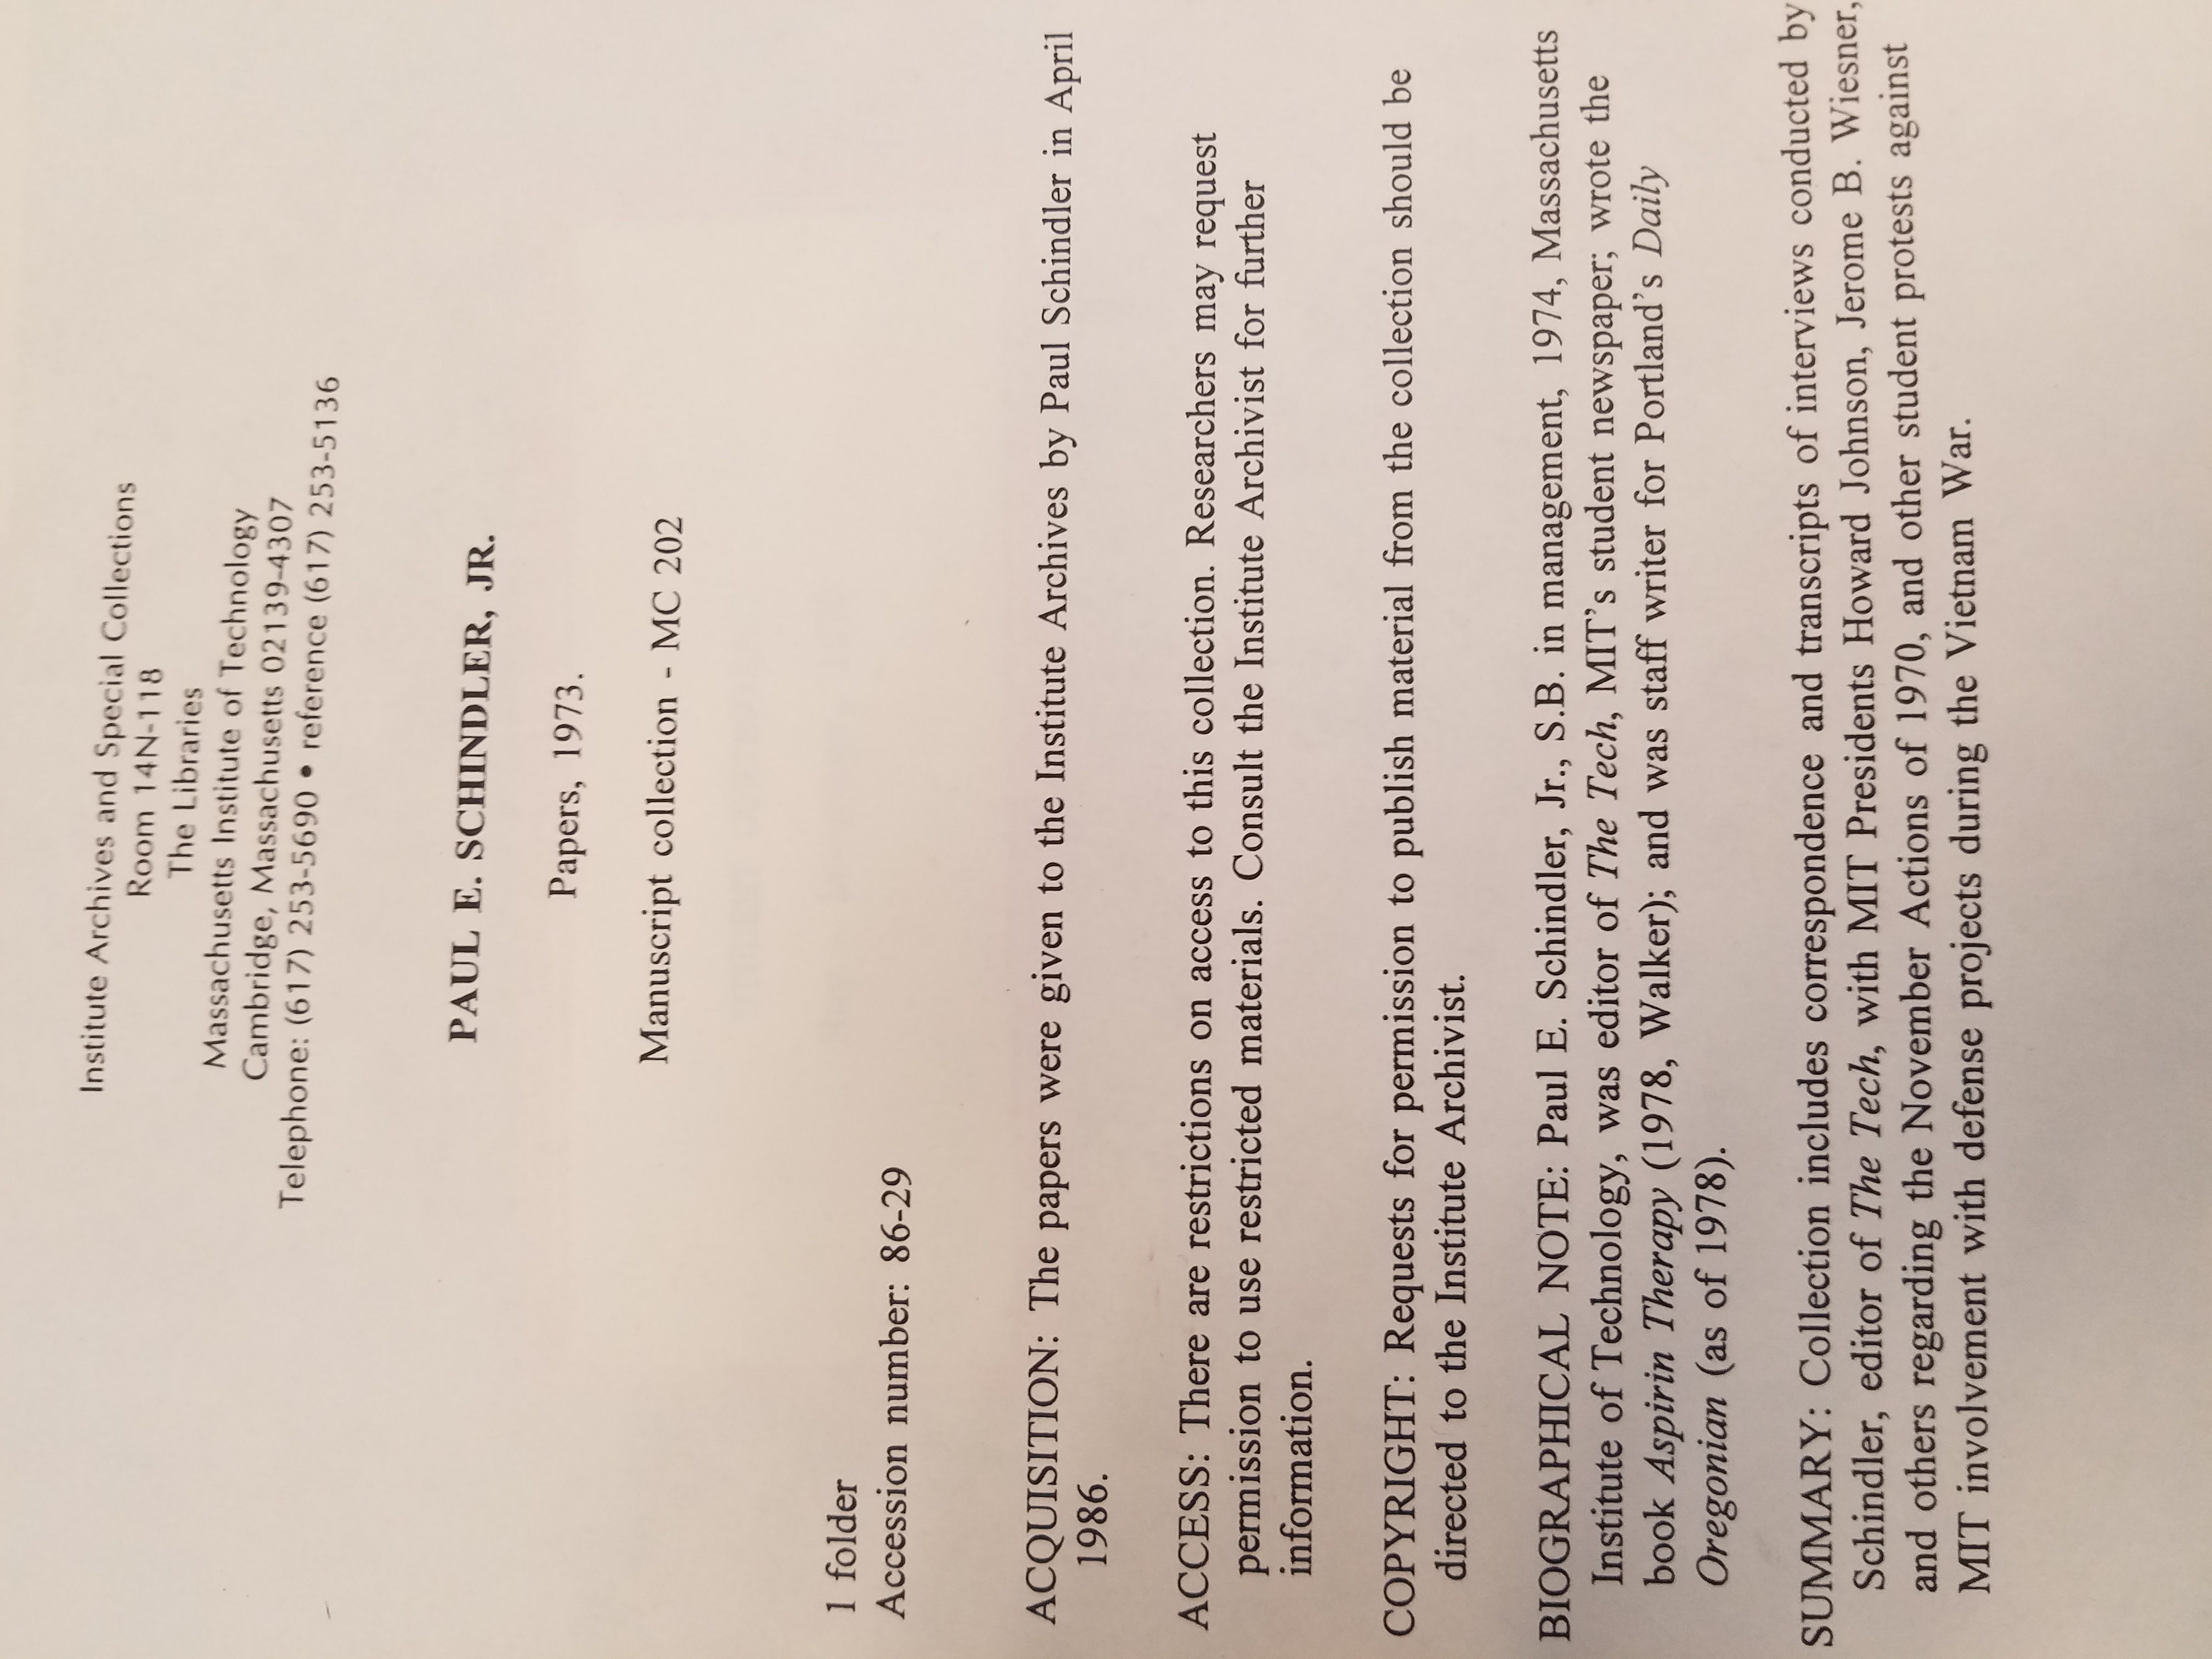 Institute Archives and Special Collections
Room 14N-118
The Libraries
Massachusetts Institute of Technology
Cambridge, Massachusetts 02139-4307
Telephone: (617) 253-5690 • reference (617) 253-5136
PAUL E. SCHINDLER, JR.
Papers, 1973.
Manuscript collection - MC 202
1 folder
Accession number: 86-29
ACQUISITION: The papers were given to the Institute Archives by Paul Schindler in April
1986.
ACCESS: There are restrictions on access to this collection. Researchers may request
permission to use restricted materials. Consult the Institute Archivist for further
information.
COPYRIGHT: Requests for permission to publish material from the collection should be
directed to the Institute Archivist.
BIOGRAPHICAL NOTE: Paul E. Schindler, Jr., S.B. in management, 1974, Massachusetts
Institute of Technology, was editor of The Tech, MIT's student newspaper; wrote the
book Aspirin Therapy (1978, Walker); and was staff writer for Portland's Daily
Oregonian (as of 1978).
SUMMARY: Collection includes correspondence and transcripts of interviews conducted by
Schindler, editor of The Tech, with MIT Presidents Howard Johnson, Jerome B. Wiesner,
and others regarding the November Actions of 1970, and other student protests against
MIT involvement with defense projects during the Vietnam War.